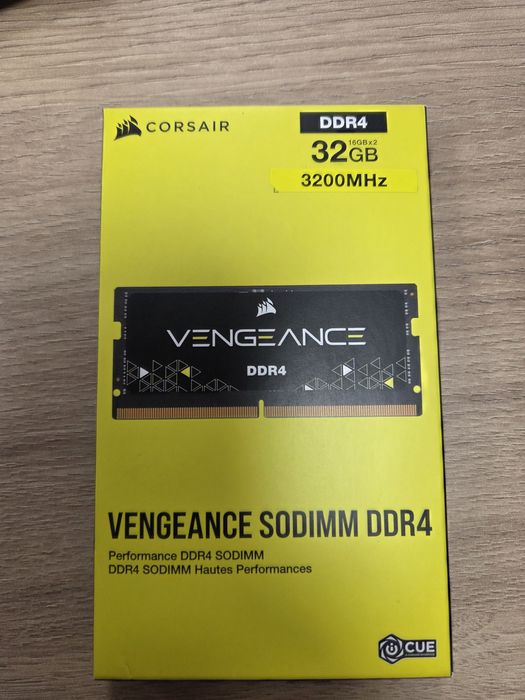 CORSAIR
DDR4
16GBx2
32GB
3200MHz
VENGEANCE
DDR4
VENGEANCE SODIMM DDR4
Performance DDR4 SODIMM
DDR4 SODIMM Hautes Performances
CUE